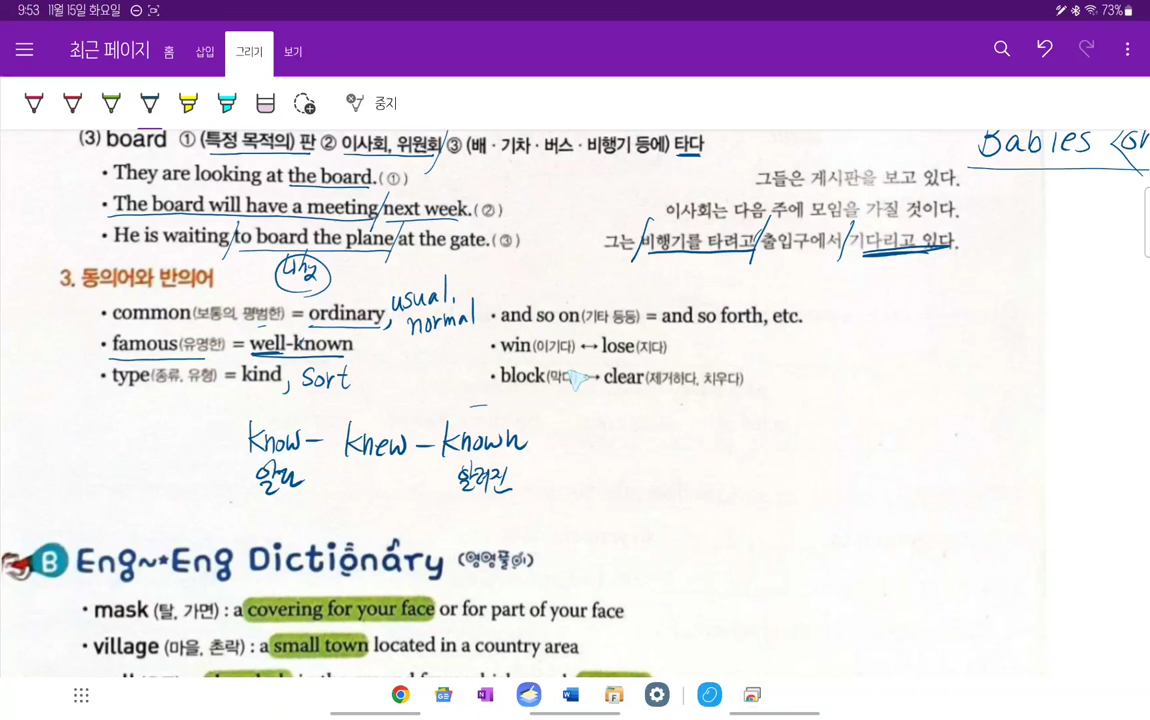 9:53 11월 15일 화요일 73%
최근 페이지 홈 삽입 그리기 보기
중지
(3) board ① (특정 목적의) 판 ② 이사회, 위원회 ③ (배·기차·버스·비행기 등에) 타다
Babies
• They are looking at the board. (①) 그들은 게시판을 보고 있다.
• The board will have a meeting next week. (②) 이사회는 다음 주에 모임을 가질 것이다.
• He is waiting to board the plane at the gate. (③) 그는 비행기를 타려고 출입구에서 기다리고 있다.
3. 동의어와 반의어
usual,
normal
• common(보통의, 평범한) = ordinary, • and so on(기타 등등) = and so forth, etc.
• famous(유명한) = well-known • win(이기다) ↔ lose(지다)
• type(종류, 유형) = kind, sort • block(막다) ↔ clear(제거하다, 치우다)
know - knew - known
알다 알려진
B Eng~*Eng Dictionary (영영풀이)
• mask (탈, 가면) : a covering for your face or for part of your face
• village (마을, 촌락) : a small town located in a country area